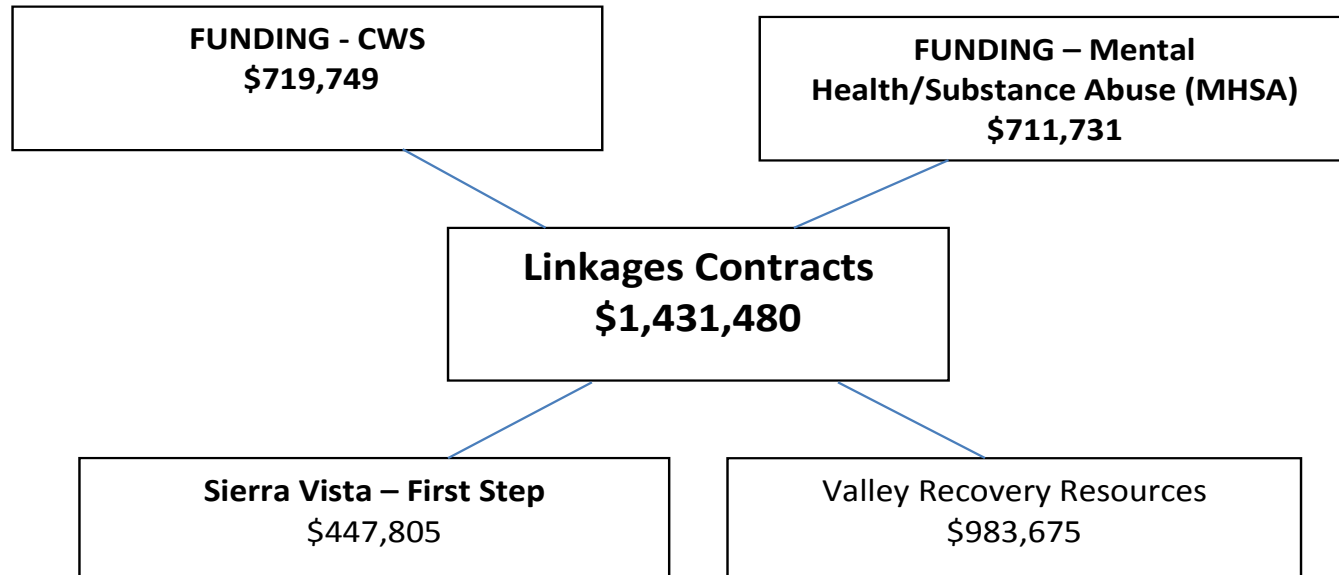 FUNDING - CWS
$719,749
FUNDING – Mental
Health/Substance Abuse (MHSA)
$711,731
Linkages Contracts
$1,431,480
Sierra Vista – First Step
$447,805
Valley Recovery Resources
$983,675